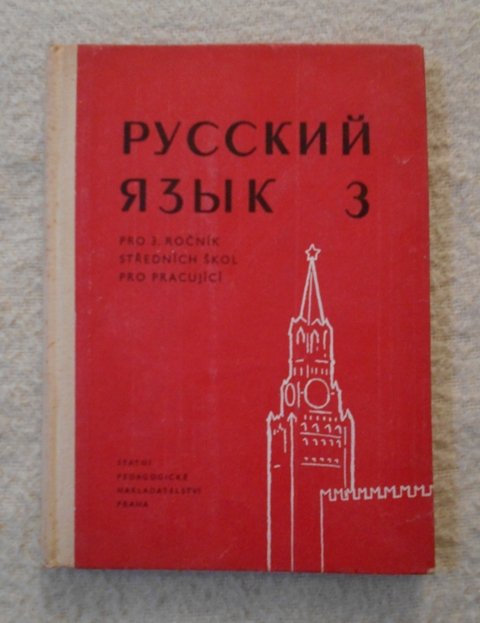 РУССКИЙ
ЯЗЫК 3
PRO 3. ROČNÍK
STŘEDNÍCH ŠKOL
PRO PRACUJÍCÍ
STÁTNÍ
PEDAGOGICKÉ
NAKLADATELSTVÍ
PRAHA